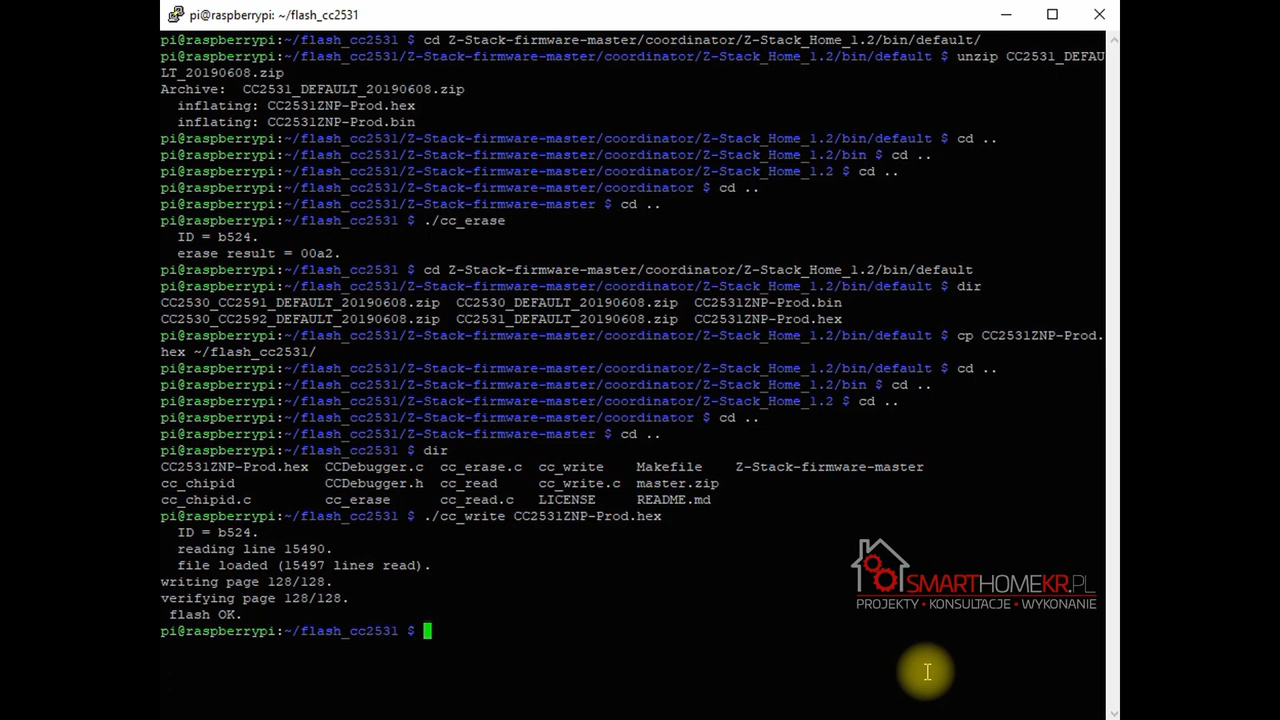 pi@raspberrypi: ~/flash_cc2531
pi@raspberrypi:~/flash_cc2531 $ cd Z-Stack-firmware-master/coordinator/Z-Stack_Home_1.2/bin/default/
pi@raspberrypi:~/flash_cc2531/Z-Stack-firmware-master/coordinator/Z-Stack_Home_1.2/bin/default $ unzip CC2531_DEFAU
LT_20190608.zip
Archive:  CC2531_DEFAULT_20190608.zip
  inflating: CC2531ZNP-Prod.hex
  inflating: CC2531ZNP-Prod.bin
pi@raspberrypi:~/flash_cc2531/Z-Stack-firmware-master/coordinator/Z-Stack_Home_1.2/bin/default $ cd ..
pi@raspberrypi:~/flash_cc2531/Z-Stack-firmware-master/coordinator/Z-Stack_Home_1.2/bin $ cd ..
pi@raspberrypi:~/flash_cc2531/Z-Stack-firmware-master/coordinator/Z-Stack_Home_1.2 $ cd ..
pi@raspberrypi:~/flash_cc2531/Z-Stack-firmware-master/coordinator $ cd ..
pi@raspberrypi:~/flash_cc2531/Z-Stack-firmware-master $ cd ..
pi@raspberrypi:~/flash_cc2531 $ ./cc_erase
  ID = b524.
  erase result = 00a2.
pi@raspberrypi:~/flash_cc2531 $ cd Z-Stack-firmware-master/coordinator/Z-Stack_Home_1.2/bin/default
pi@raspberrypi:~/flash_cc2531/Z-Stack-firmware-master/coordinator/Z-Stack_Home_1.2/bin/default $ dir
CC2530_CC2591_DEFAULT_20190608.zip  CC2530_DEFAULT_20190608.zip  CC2531ZNP-Prod.bin
CC2530_CC2592_DEFAULT_20190608.zip  CC2531_DEFAULT_20190608.zip  CC2531ZNP-Prod.hex
pi@raspberrypi:~/flash_cc2531/Z-Stack-firmware-master/coordinator/Z-Stack_Home_1.2/bin/default $ cp CC2531ZNP-Prod.
hex ~/flash_cc2531/
pi@raspberrypi:~/flash_cc2531/Z-Stack-firmware-master/coordinator/Z-Stack_Home_1.2/bin/default $ cd ..
pi@raspberrypi:~/flash_cc2531/Z-Stack-firmware-master/coordinator/Z-Stack_Home_1.2/bin $ cd ..
pi@raspberrypi:~/flash_cc2531/Z-Stack-firmware-master/coordinator/Z-Stack_Home_1.2 $ cd ..
pi@raspberrypi:~/flash_cc2531/Z-Stack-firmware-master/coordinator $ cd ..
pi@raspberrypi:~/flash_cc2531/Z-Stack-firmware-master $ cd ..
pi@raspberrypi:~/flash_cc2531 $ dir
CC2531ZNP-Prod.hex  CCDebugger.c  cc_erase.c  cc_write    Makefile    Z-Stack-firmware-master
cc_chipid           CCDebugger.h  cc_read     cc_write.c  master.zip
cc_chipid.c         cc_erase      cc_read.c   LICENSE     README.md
pi@raspberrypi:~/flash_cc2531 $ ./cc_write CC2531ZNP-Prod.hex
  ID = b524.
  reading line 15490.
  file loaded (15497 lines read).
writing page 128/128.
verifying page 128/128.
 flash OK.
pi@raspberrypi:~/flash_cc2531 $
SMARTHOMEKR.PL
PROJEKTY • KONSULTACJE • WYKONANIE